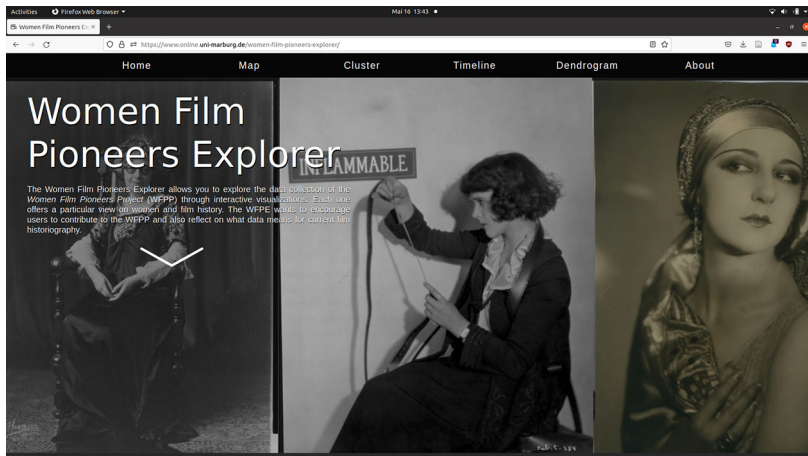 Activities Firefox Web Browser Mai 16 13:43
Women Film Pioneers Ex
https://www.online.uni-marburg.de/women-film-pioneers-explorer/
Home Map Cluster Timeline Dendrogram About
Women Film
Pioneers Explorer
INFLAMMABLE
The Women Film Pioneers Explorer allows you to explore the data collection of the
Women Film Pioneers Project (WFPP) through interactive visualizations. Each one
offers a particular view on women and film history. The WFPE wants to encourage
users to contribute to the WFPP and also reflect on what data means for current film
historiography.